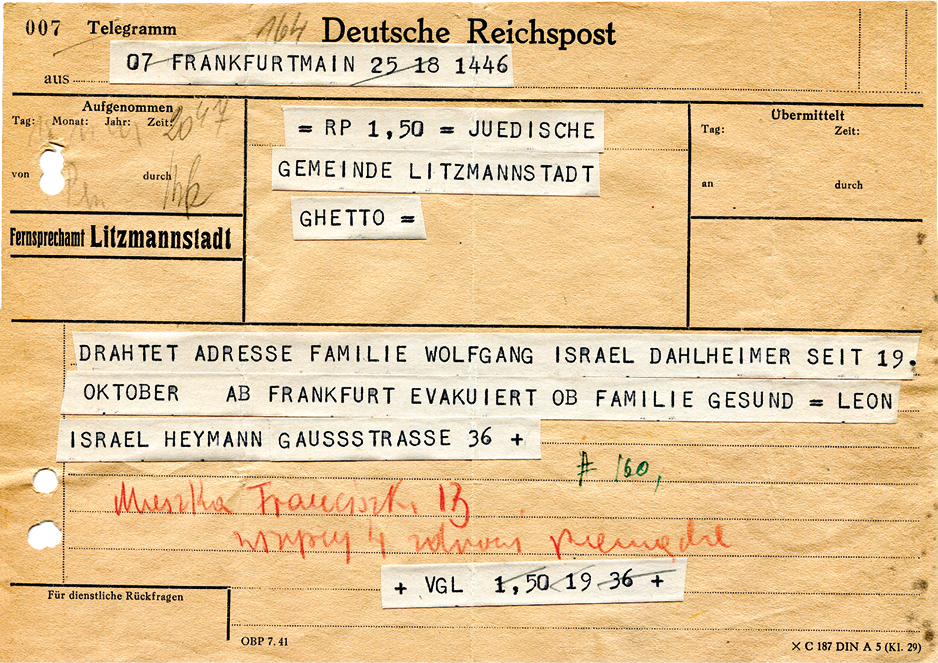 007 Telegramm 164 Deutsche Reichspost
aus 07 FRANKFURTMAIN 25 18 1446
Aufgenommen
Tag: Monat: Jahr: Zeit:
2047
von durch
Fernsprechamt Litzmannstadt
= RP 1,50 = JUEDISCHE
GEMEINDE LITZMANNSTADT
GHETTO =
Übermittelt
Tag: Zeit:
an durch
DRAHTET ADRESSE FAMILIE WOLFGANG ISRAEL DAHLHEIMER SEIT 19.
OKTOBER AB FRANKFURT EVAKUIERT OB FAMILIE GESUND = LEON
ISRAEL HEYMANN GAUSSSTRASSE 36 +
160,
13
4
+ VGL 1,50 19 36 +
Für dienstliche Rückfragen
OBP 7. 41
× C 187 DIN A 5 (Kl. 29)